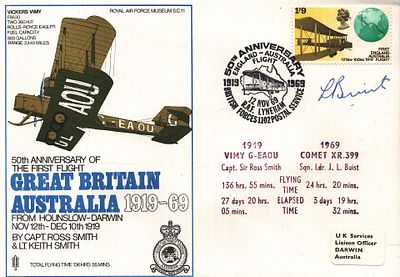 VICKERS VIMY
F8630
TWO 360 H.P.
ROLLS-ROYCE EAGLES
FUEL CAPACITY
865 GALLONS
RANGE 2,440 MILES
ROYAL AIR FORCE MUSEUM S.C.11
G-EAOU
G-EAOU
50TH ANNIVERSARY OF
THE FIRST FLIGHT
GREAT BRITAIN
AUSTRALIA 1919-69
FROM HOUNSLOW-DARWIN
NOV 12th-DEC 10th 1919
BY CAPT. ROSS SMITH
& LT KEITH SMITH
TOTAL FLYING TIME 136 HRS 55 MINS
50th ANNIVERSARY
ENGLAND - AUSTRALIA
FLIGHT
1919
1969
12 NOV 69
R.A.F. LYNEHAM
BRITISH FORCES 1102 POSTAL SERVICE
1'9
FIRST
ENGLAND
AUSTRALIA
FLIGHT
L Buist
1919
1969
VIMY G-EAOU
COMET XR.399
Capt. Sir Ross Smith
Sqn. Ldr. J. L. Buist
136 hrs. 55 mins. FLYING TIME 24 hrs. 20 mins.
27 days 20 hrs. 05 mins. ELAPSED TIME 3 days 19 hrs. 32 mins.
U K Services
Liaison Officer
DARWIN
Australia